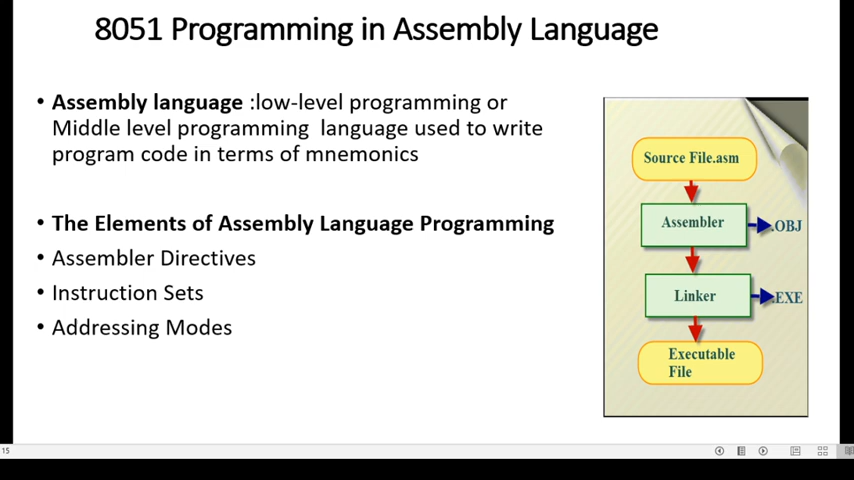 8051 Programming in Assembly Language
• Assembly language :low-level programming or
Middle level programming language used to write
program code in terms of mnemonics
• The Elements of Assembly Language Programming
• Assembler Directives
• Instruction Sets
• Addressing Modes
Source File.asm
Assembler
.OBJ
Linker
.EXE
Executable
File
15